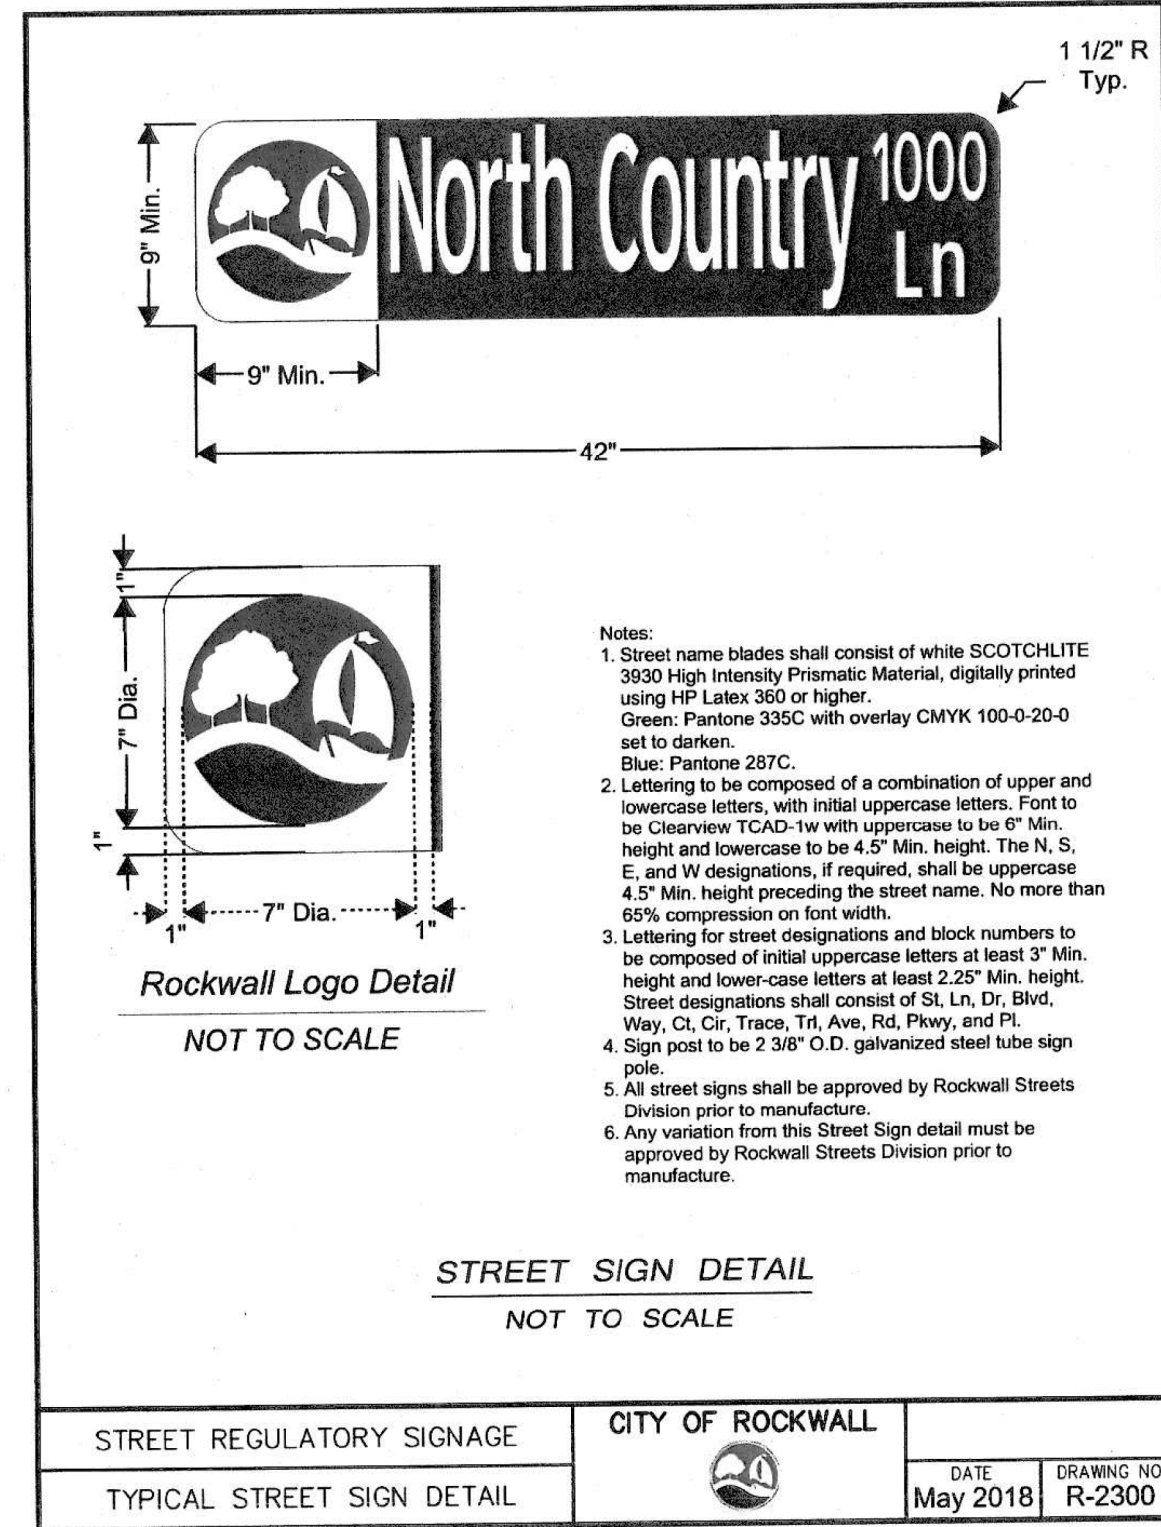 1 1/2" R
Typ.
9" Min.
North Country 1000
Ln
9" Min.
42"
1"
7" Dia.
1"
7" Dia.
1"
1"
Rockwall Logo Detail
NOT TO SCALE
Notes:
1. Street name blades shall consist of white SCOTCHLITE
3930 High Intensity Prismatic Material, digitally printed
using HP Latex 360 or higher.
Green: Pantone 335C with overlay CMYK 100-0-20-0
set to darken.
Blue: Pantone 287C.
2. Lettering to be composed of a combination of upper and
lowercase letters, with initial uppercase letters. Font to
be Clearview TCAD-1w with uppercase to be 6" Min.
height and lowercase to be 4.5" Min. height. The N, S,
E, and W designations, if required, shall be uppercase
4.5" Min. height preceding the street name. No more than
65% compression on font width.
3. Lettering for street designations and block numbers to
be composed of initial uppercase letters at least 3" Min.
height and lower-case letters at least 2.25" Min. height.
Street designations shall consist of St, Ln, Dr, Blvd,
Way, Ct, Cir, Trace, Trl, Ave, Rd, Pkwy, and Pl.
4. Sign post to be 2 3/8" O.D. galvanized steel tube sign
pole.
5. All street signs shall be approved by Rockwall Streets
Division prior to manufacture.
6. Any variation from this Street Sign detail must be
approved by Rockwall Streets Division prior to
manufacture.
STREET SIGN DETAIL
NOT TO SCALE
STREET REGULATORY SIGNAGE
TYPICAL STREET SIGN DETAIL
CITY OF ROCKWALL
DATE
May 2018
DRAWING NO
R-2300